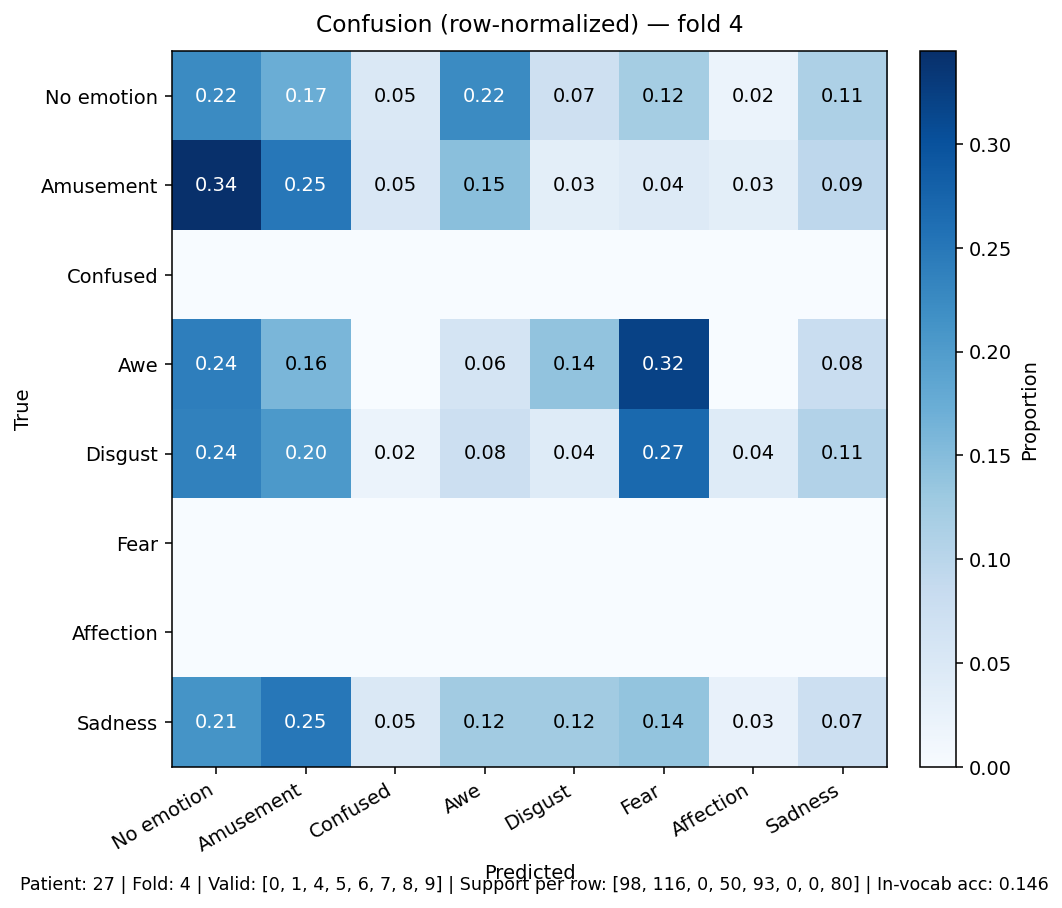 Confusion (row-normalized) — fold 4
No emotion 0.22 0.17 0.05 0.22 0.07 0.12 0.02 0.11
Amusement 0.34 0.25 0.05 0.15 0.03 0.04 0.03 0.09
Confused
Awe 0.24 0.16 0.06 0.14 0.32 0.08
Disgust 0.24 0.20 0.02 0.08 0.04 0.27 0.04 0.11
Fear
Affection
Sadness 0.21 0.25 0.05 0.12 0.12 0.14 0.03 0.07
True
No emotion Amusement Confused Awe Disgust Fear Affection Sadness
Predicted
0.30
0.25
0.20
0.15
0.10
0.05
0.00
Proportion
Patient: 27 | Fold: 4 | Valid: [0, 1, 4, 5, 6, 7, 8, 9] | Support per row: [98, 116, 0, 50, 93, 0, 0, 80] | In-vocab acc: 0.146